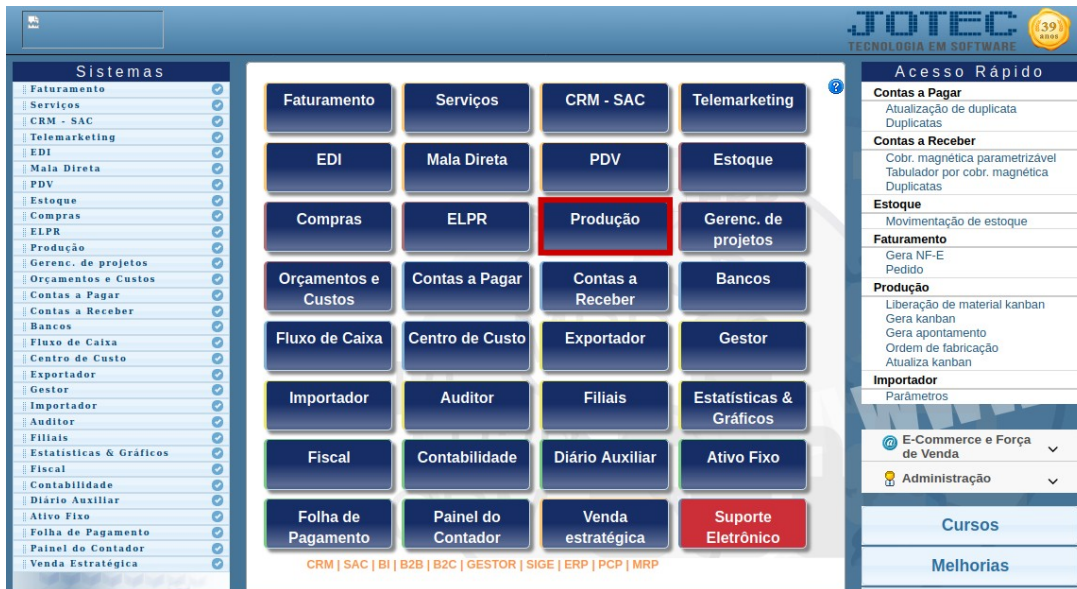 JOTEC
TECNOLOGIA EM SOFTWARE
39
ANOS
Sistemas
Faturamento
Serviços
CRM - SAC
Telemarketing
EDI
Mala Direta
PDV
Estoque
Compras
ELPR
Produção
Gerenc. de projetos
Orçamentos e Custos
Contas a Pagar
Contas a Receber
Bancos
Fluxo de Caixa
Centro de Custo
Exportador
Gestor
Importador
Auditor
Filiais
Estatísticas & Gráficos
Fiscal
Contabilidade
Diário Auxiliar
Ativo Fixo
Folha de Pagamento
Painel do Contador
Venda Estratégica
Faturamento
Serviços
CRM - SAC
Telemarketing
?
EDI
Mala Direta
PDV
Estoque
Compras
ELPR
Produção
Gerenc. de
projetos
Orçamentos e
Custos
Contas a Pagar
Contas a
Receber
Bancos
Fluxo de Caixa
Centro de Custo
Exportador
Gestor
Importador
Auditor
Filiais
Estatísticas &
Gráficos
Fiscal
Contabilidade
Diário Auxiliar
Ativo Fixo
Folha de
Pagamento
Painel do
Contador
Venda
estratégica
Suporte
Eletrônico
CRM | SAC | BI | B2B | B2C | GESTOR | SIGE | ERP | PCP | MRP
Acesso Rápido
Contas a Pagar
Atualização de duplicata
Duplicatas
Contas a Receber
Cobr. magnética parametrizável
Tabulador por cobr. magnética
Duplicatas
Estoque
Movimentação de estoque
Faturamento
Gera NF-E
Pedido
Produção
Liberação de material kanban
Gera kanban
Gera apontamento
Ordem de fabricação
Atualiza kanban
Importador
Parâmetros
@ E-Commerce e Força
de Venda
Administração
Cursos
Melhorias